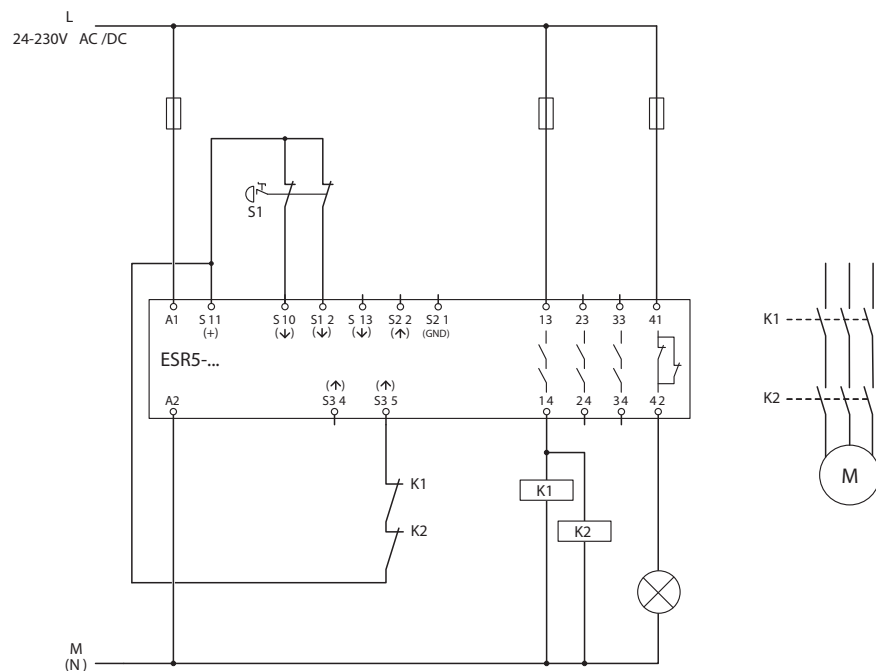 L
24-230V AC /DC
S1
A1 S 11 S 10 S1 2 S 13 S2 2 S2 1 13 23 33 41
(+) (↓) (↓) (↓) (↑) (GND)
ESR5-...
(↑) (↑)
A2 S3 4 S3 5 14 24 34 42
K1
K2
K1
K2
K1
K2
M
M
(N)